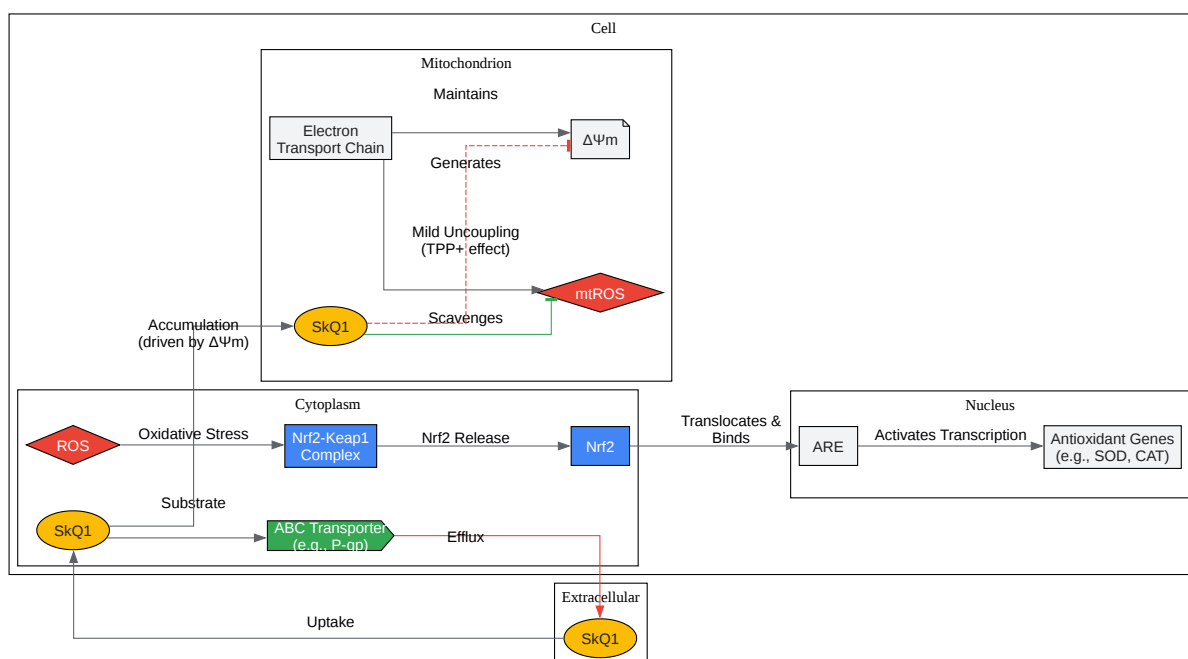 Cell
Mitochondrion
Maintains
Electron
Transport Chain
ΔΨm
Generates
Mild Uncoupling
(TPP+ effect)
mtROS
Scavenges
SkQ1
Accumulation
(driven by ΔΨm)
Cytoplasm
ROS
Oxidative Stress
Nrf2-Keap1
Complex
Nrf2 Release
Nrf2
Translocates &
Binds
Nucleus
ARE
Activates Transcription
Antioxidant Genes
(e.g., SOD, CAT)
Substrate
SkQ1
ABC Transporter
(e.g., P-gp)
Efflux
Extracellular
SkQ1
Uptake